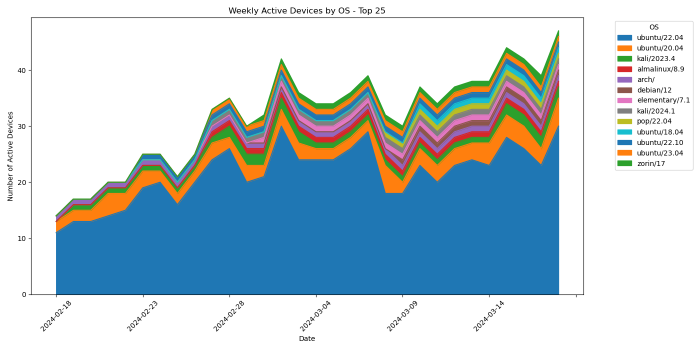 Weekly Active Devices by OS - Top 25
Number of Active Devices
40
30
20
10
0
2024-02-18
2024-02-23
2024-02-28
2024-03-04
2024-03-09
2024-03-14
Date
OS
ubuntu/22.04
ubuntu/20.04
kali/2023.4
almalinux/8.9
arch/
debian/12
elementary/7.1
kali/2024.1
pop/22.04
ubuntu/18.04
ubuntu/22.10
ubuntu/23.04
zorin/17